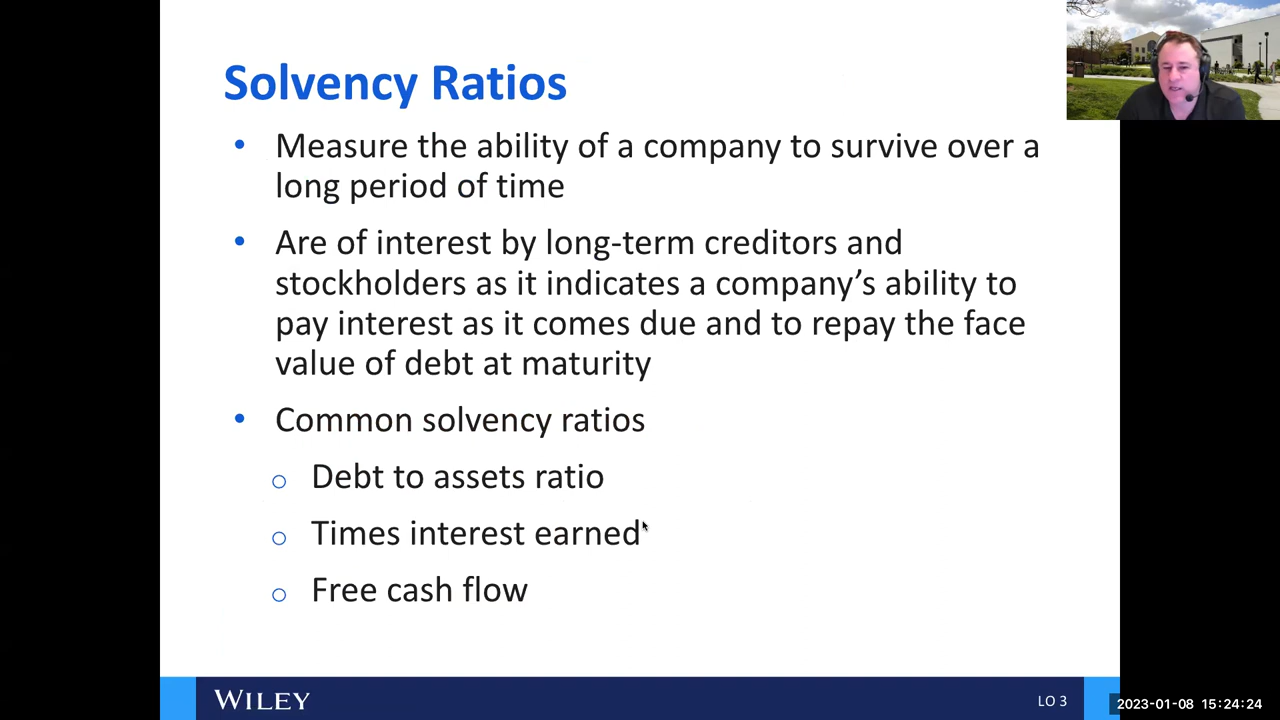 Solvency Ratios
• Measure the ability of a company to survive over a
long period of time
• Are of interest by long-term creditors and
stockholders as it indicates a company’s ability to
pay interest as it comes due and to repay the face
value of debt at maturity
• Common solvency ratios
o Debt to assets ratio
o Times interest earned
o Free cash flow
WILEY
LO 3
2023-01-08 15:24:24